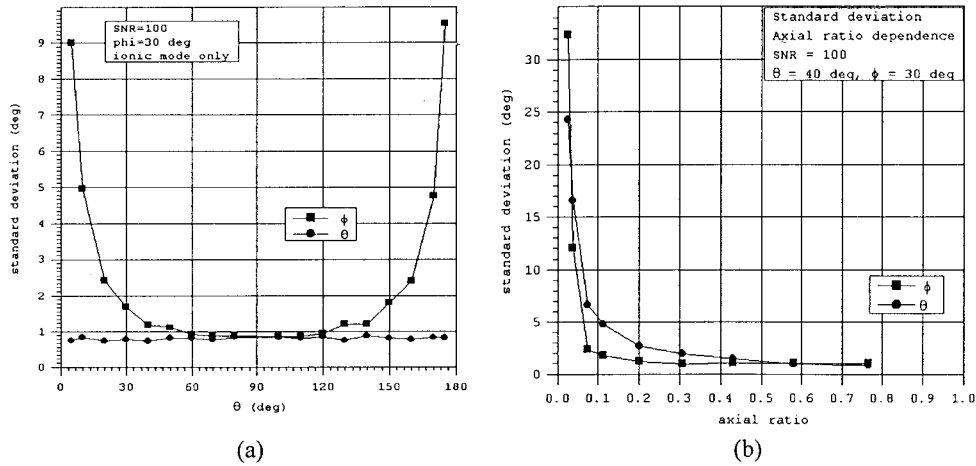 SNR=100
phi=30 deg
ionic mode only
9
8
7
6
5
4
3
2
1
0
standard deviation (deg)
ϕ
θ
0 30 60 90 120 150 180
θ (deg)
(a)
Standard deviation
Axial ratio dependence
SNR = 100
θ = 40 deg, ϕ = 30 deg
30
25
20
15
10
5
0
standard deviation (deg)
ϕ
θ
0.0 0.1 0.2 0.3 0.4 0.5 0.6 0.7 0.8 0.9 1.0
axial ratio
(b)